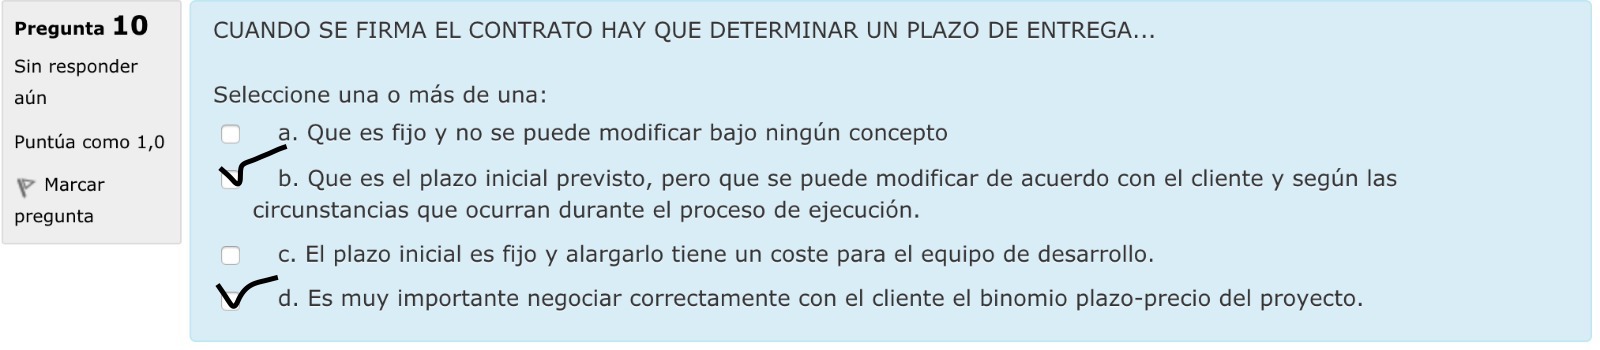 Pregunta 10
Sin responder
aún
Puntúa como 1,0
Marcar
pregunta
CUANDO SE FIRMA EL CONTRATO HAY QUE DETERMINAR UN PLAZO DE ENTREGA...
Seleccione una o más de una:
a. Que es fijo y no se puede modificar bajo ningún concepto
b. Que es el plazo inicial previsto, pero que se puede modificar de acuerdo con el cliente y según las
circunstancias que ocurran durante el proceso de ejecución.
c. El plazo inicial es fijo y alargarlo tiene un coste para el equipo de desarrollo.
d. Es muy importante negociar correctamente con el cliente el binomio plazo-precio del proyecto.